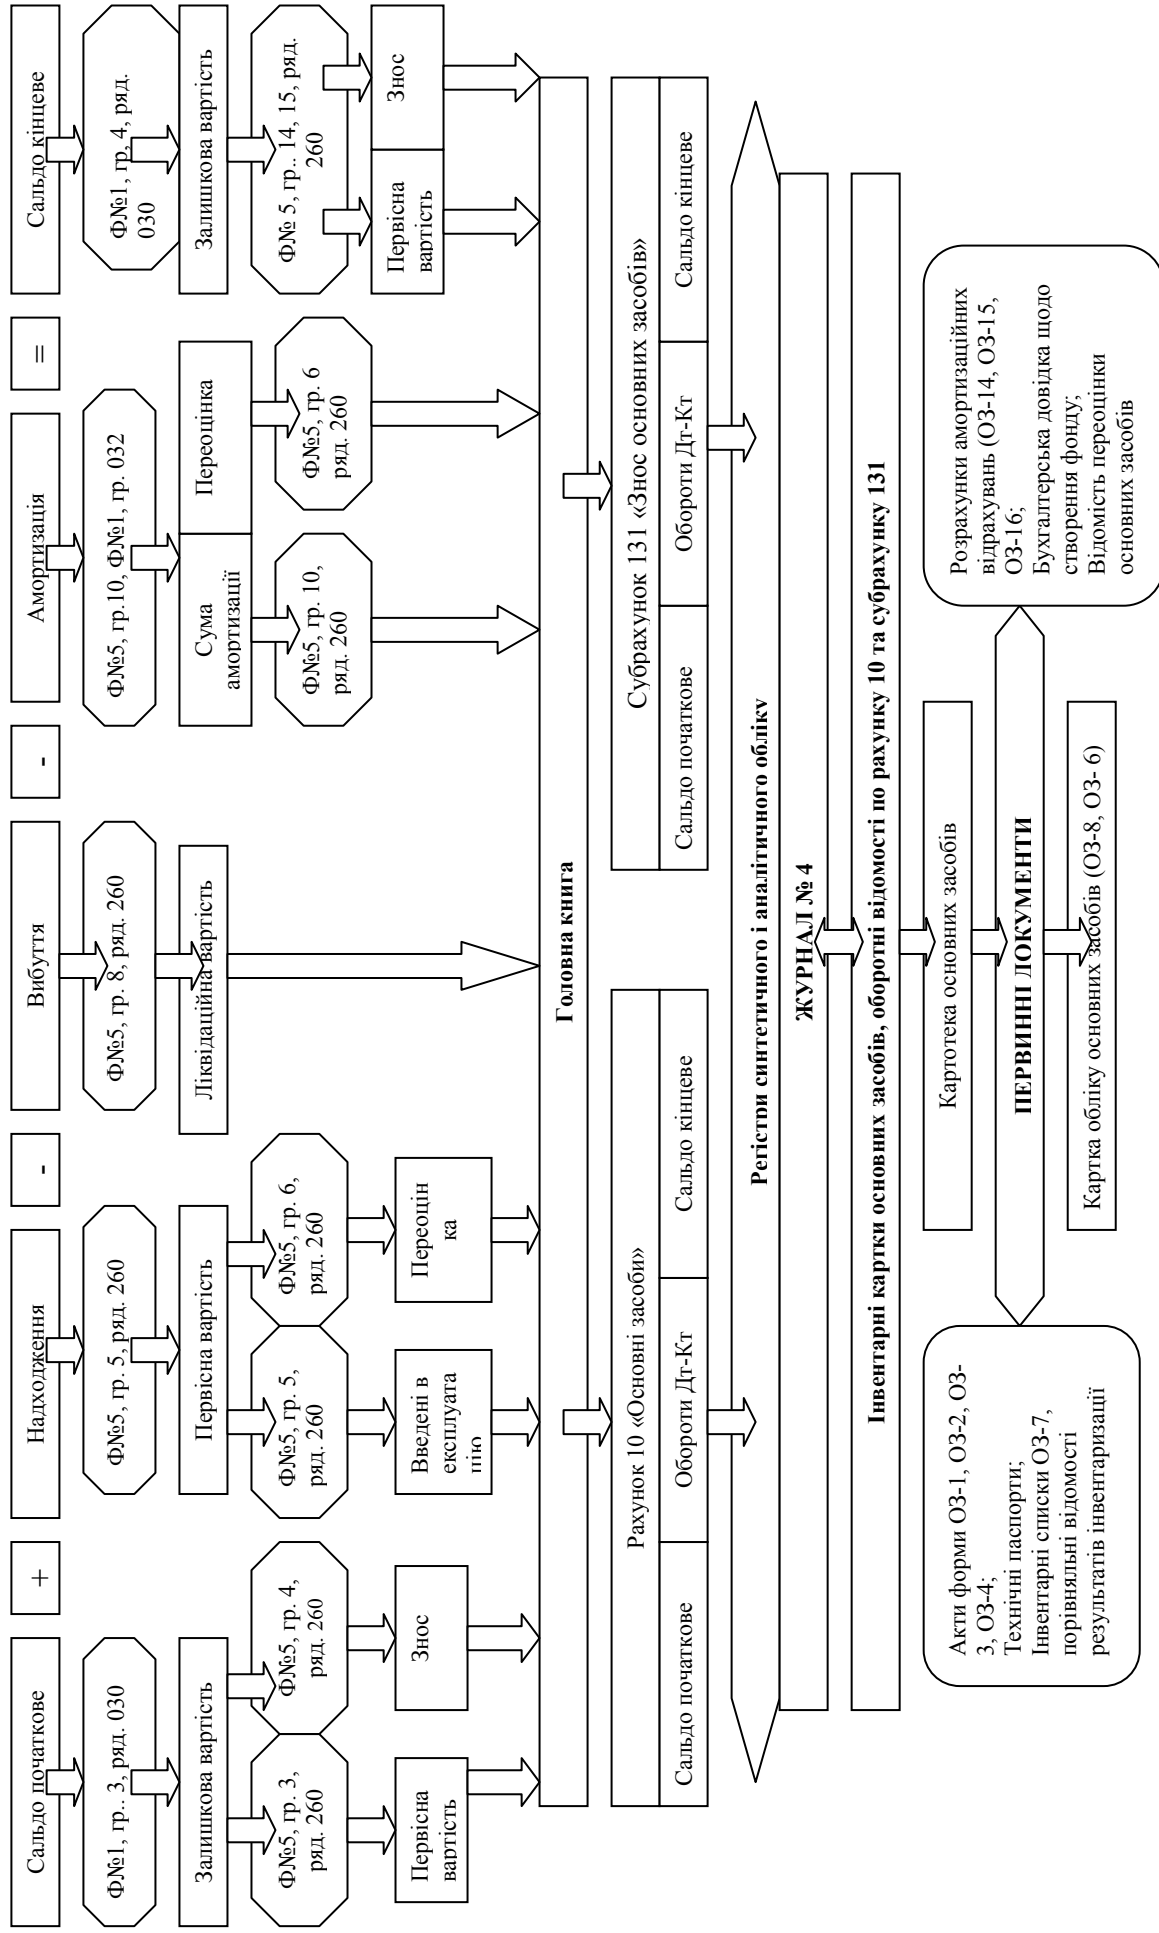 Сальдо початкове
+
Надходження
-
Вибуття
-
Амортизація
=
Сальдо кінцеве
Ф№1, гр.. 3, ряд. 030
Ф№5, гр. 5, ряд. 260
Ф№5, гр. 8, ряд. 260
Ф№5, гр.10, Ф№1, гр. 032
Ф№1, гр, 4, ряд.
030
Залишкова вартість
Первісна вартість
Ліквідаційна вартість
Сума
амортизації
Переоцінка
Залишкова вартість
Ф№5, гр. 3,
ряд. 260
Ф№5, гр. 4,
ряд. 260
Ф№5, гр. 5,
ряд. 260
Ф№5, гр. 6,
ряд. 260
Ф№5, гр. 10,
ряд. 260
Ф№5, гр. 6
ряд. 260
Ф№ 5, гр.. 14, 15, ряд.
260
Первісна
вартість
Знос
Введені в
експлуата
цію
Переоцін
ка
Первісна
вартість
Знос
Головна книга
Рахунок 10 «Основні засоби»
Сальдо початкове
Обороти Дт-Кт
Сальдо кінцеве
Субрахунок 131 «Знос основних засобів»
Сальдо початкове
Обороти Дт-Кт
Сальдо кінцеве
Регістри синтетичного і аналітичного обліку
ЖУРНАЛ № 4
Інвентарні картки основних засобів, оборотні відомості по рахунку 10 та субрахунку 131
Картотека основних засобів
ПЕРВИННІ ДОКУМЕНТИ
Картка обліку основних засобів (ОЗ-8, ОЗ- 6)
Акти форми ОЗ-1, ОЗ-2, ОЗ-
3, ОЗ-4;
Технічні паспорти;
Інвентарні списки ОЗ-7,
порівняльні відомості
результатів інвентаризації
Розрахунки амортизаційних
відрахувань (ОЗ-14, ОЗ-15,
ОЗ-16;
Бухгалтерська довідка щодо
створення фонду;
Відомість переоцінки
основних засобів